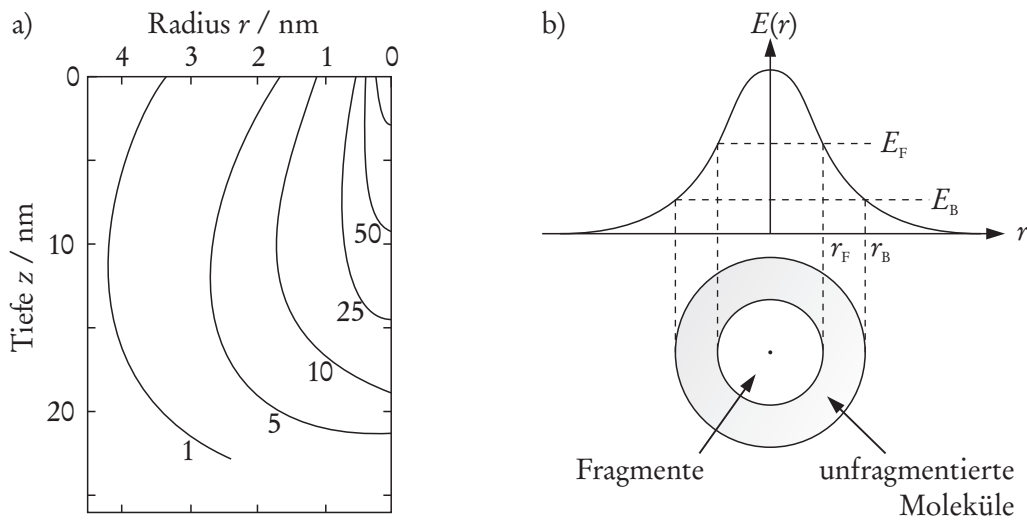 a)
Radius r / nm
4 3 2 1 0
Tiefe z / nm
0
10
20
50
25
10
5
1
b)
E(r)
E_F
E_B
r
r_F r_B
Fragmente
unfragmentierte
Moleküle